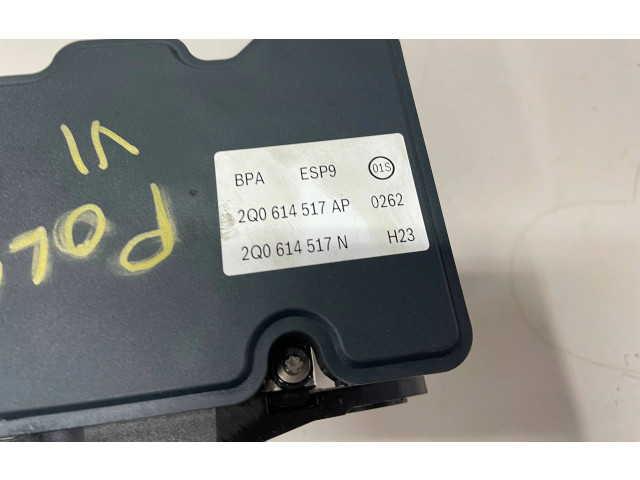 BPA ESP9 01S
2Q0 614 517 AP 0262
2Q0 614 517 N H23
POLO
VI